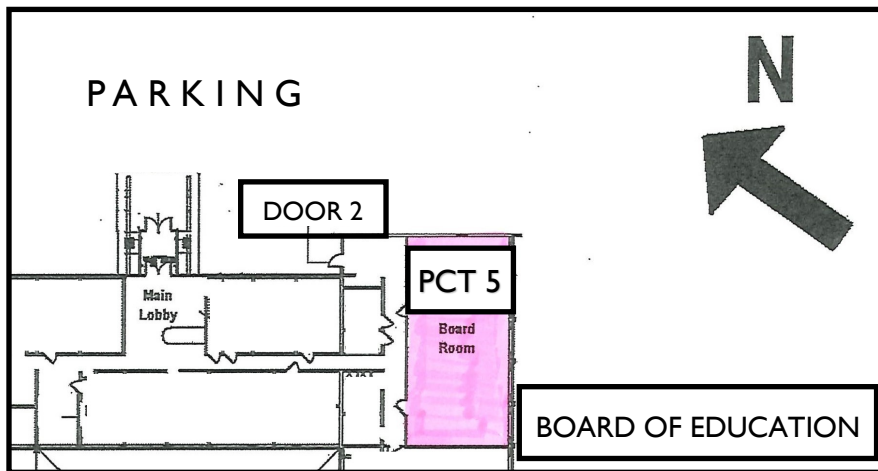 N
PARKING
DOOR 2
PCT 5
Main
Lobby
Board
Room
BOARD OF EDUCATION